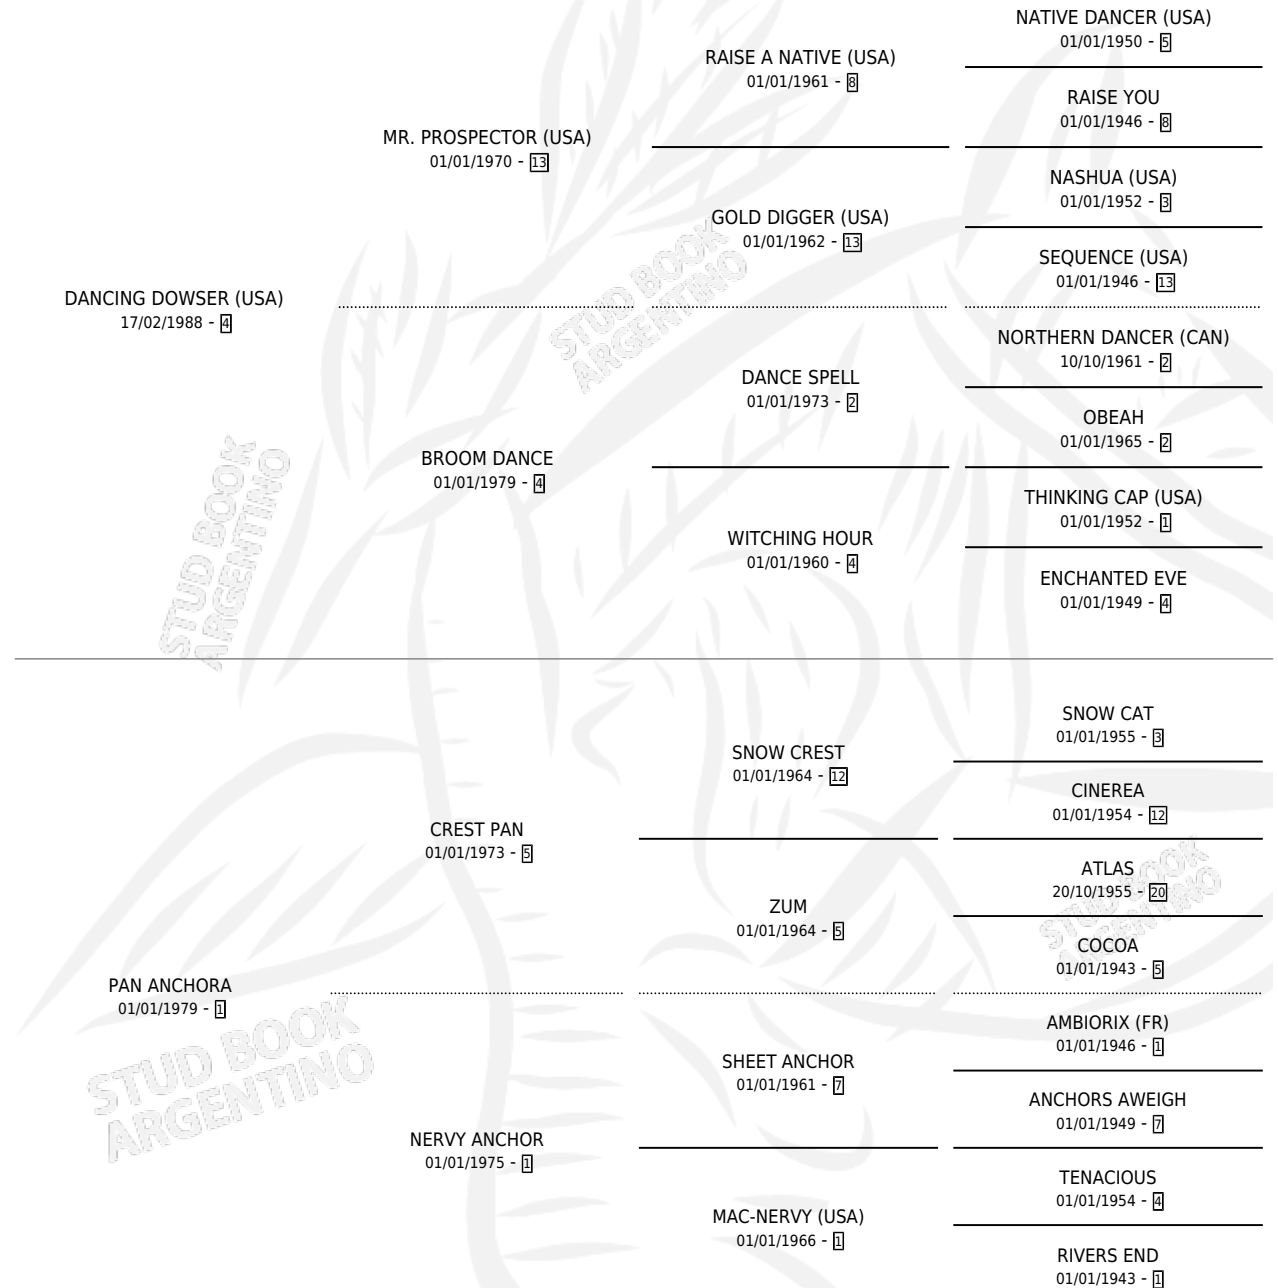 NATIVE DANCER (USA)
01/01/1950 - 5
RAISE A NATIVE (USA)
01/01/1961 - 8
RAISE YOU
01/01/1946 - 8
MR. PROSPECTOR (USA)
01/01/1970 - 13
NASHUA (USA)
01/01/1952 - 3
GOLD DIGGER (USA)
01/01/1962 - 13
SEQUENCE (USA)
01/01/1946 - 13
DANCING DOWSER (USA)
17/02/1988 - 4
STUD BOOK
ARGENTINO
NORTHERN DANCER (CAN)
10/10/1961 - 2
DANCE SPELL
01/01/1973 - 2
OBEAH
01/01/1965 - 2
BROOM DANCE
01/01/1979 - 4
THINKING CAP (USA)
01/01/1952 - 1
WITCHING HOUR
01/01/1960 - 4
ENCHANTED EVE
01/01/1949 - 4
STUD BOOK
ARGENTINO
SNOW CAT
01/01/1955 - 3
SNOW CREST
01/01/1964 - 12
CINEREA
01/01/1954 - 12
CREST PAN
01/01/1973 - 5
ATLAS
20/10/1955 - 20
ZUM
01/01/1964 - 5
COCOA
01/01/1943 - 5
STUD BOOK
ARGENTINO
PAN ANCHORA
01/01/1979 - 1
AMBIORIX (FR)
01/01/1946 - 1
SHEET ANCHOR
01/01/1961 - 7
ANCHORS AWEIGH
01/01/1949 - 7
STUD BOOK
ARGENTINO
NERVY ANCHOR
01/01/1975 - 1
TENACIOUS
01/01/1954 - 4
MAC-NERVY (USA)
01/01/1966 - 1
RIVERS END
01/01/1943 - 1